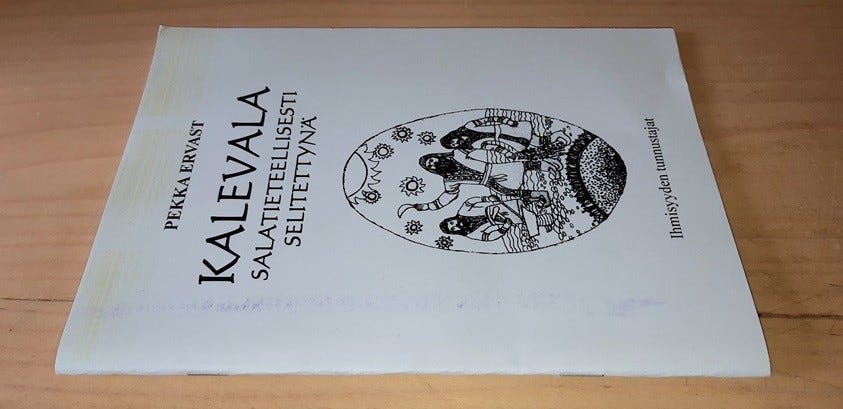 PEKKA ERVAST
KALEVALA
SALATIETEELLISESTI
SELITETTYNÄ
Ihmisyyden tunnustajat